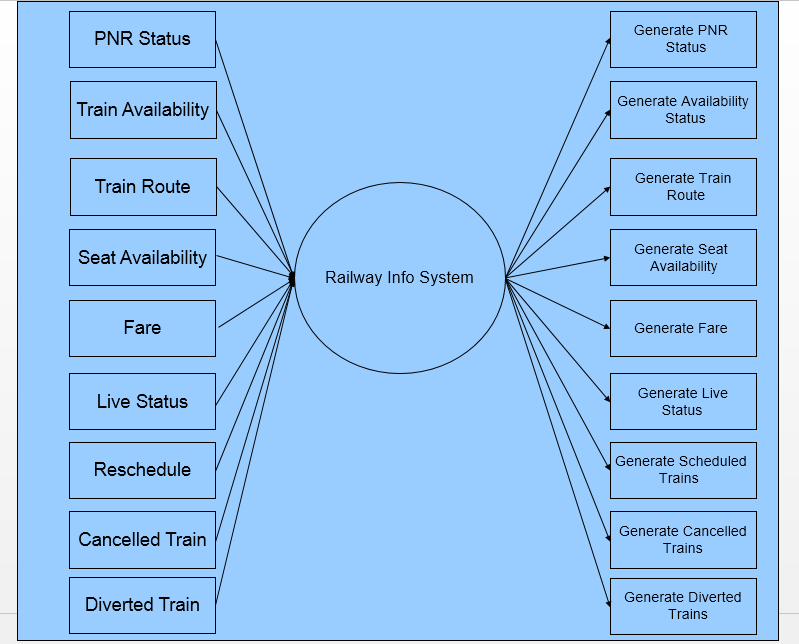 PNR Status
Train Availability
Train Route
Seat Availability
Fare
Live Status
Reschedule
Cancelled Train
Diverted Train
Railway Info System
Generate PNR
Status
Generate Availability
Status
Generate Train
Route
Generate Seat
Availability
Generate Fare
Generate Live
Status
Generate Scheduled
Trains
Generate Cancelled
Trains
Generate Diverted
Trains